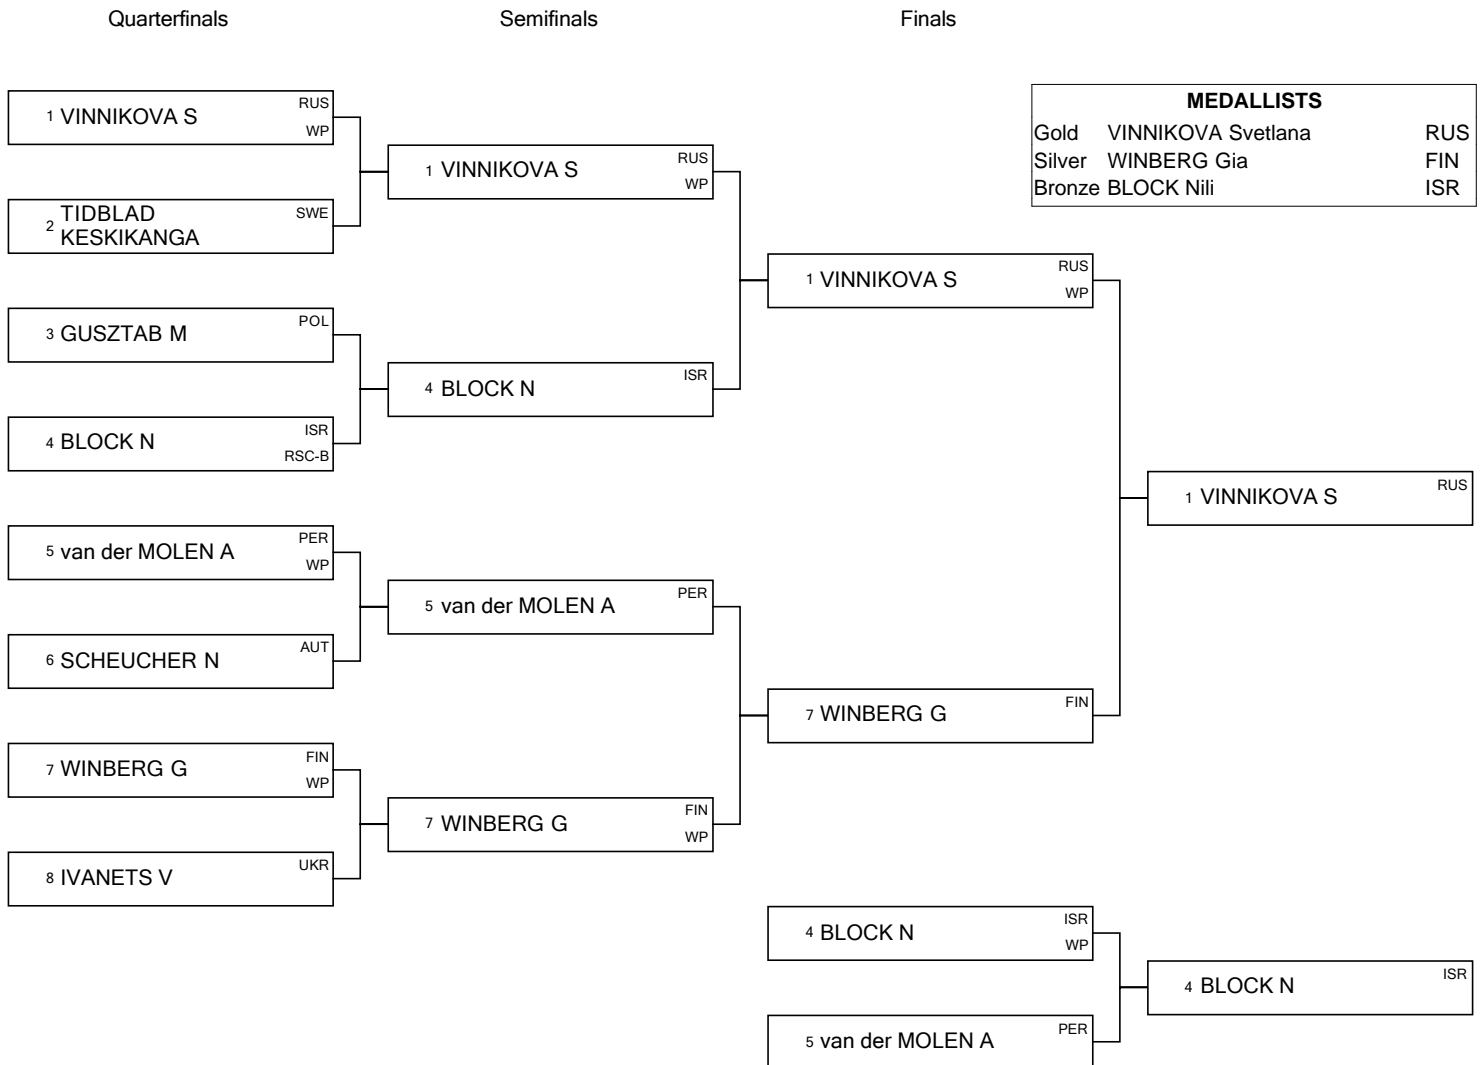 Quarterfinals Semifinals Finals
MEDALLISTS
Gold VINNIKOVA Svetlana RUS
Silver WINBERG Gia FIN
Bronze BLOCK Nili ISR
1 VINNIKOVA S RUS
WP
2 TIDBLAD KESKIKANGA SWE
3 GUSZTAB M POL
4 BLOCK N ISR
RSC-B
5 van der MOLEN A PER
WP
6 SCHEUCHER N AUT
7 WINBERG G FIN
WP
8 IVANETS V UKR
1 VINNIKOVA S RUS
WP
4 BLOCK N ISR
5 van der MOLEN A PER
7 WINBERG G FIN
WP
1 VINNIKOVA S RUS
WP
7 WINBERG G FIN
1 VINNIKOVA S RUS
4 BLOCK N ISR
WP
5 van der MOLEN A PER
4 BLOCK N ISR